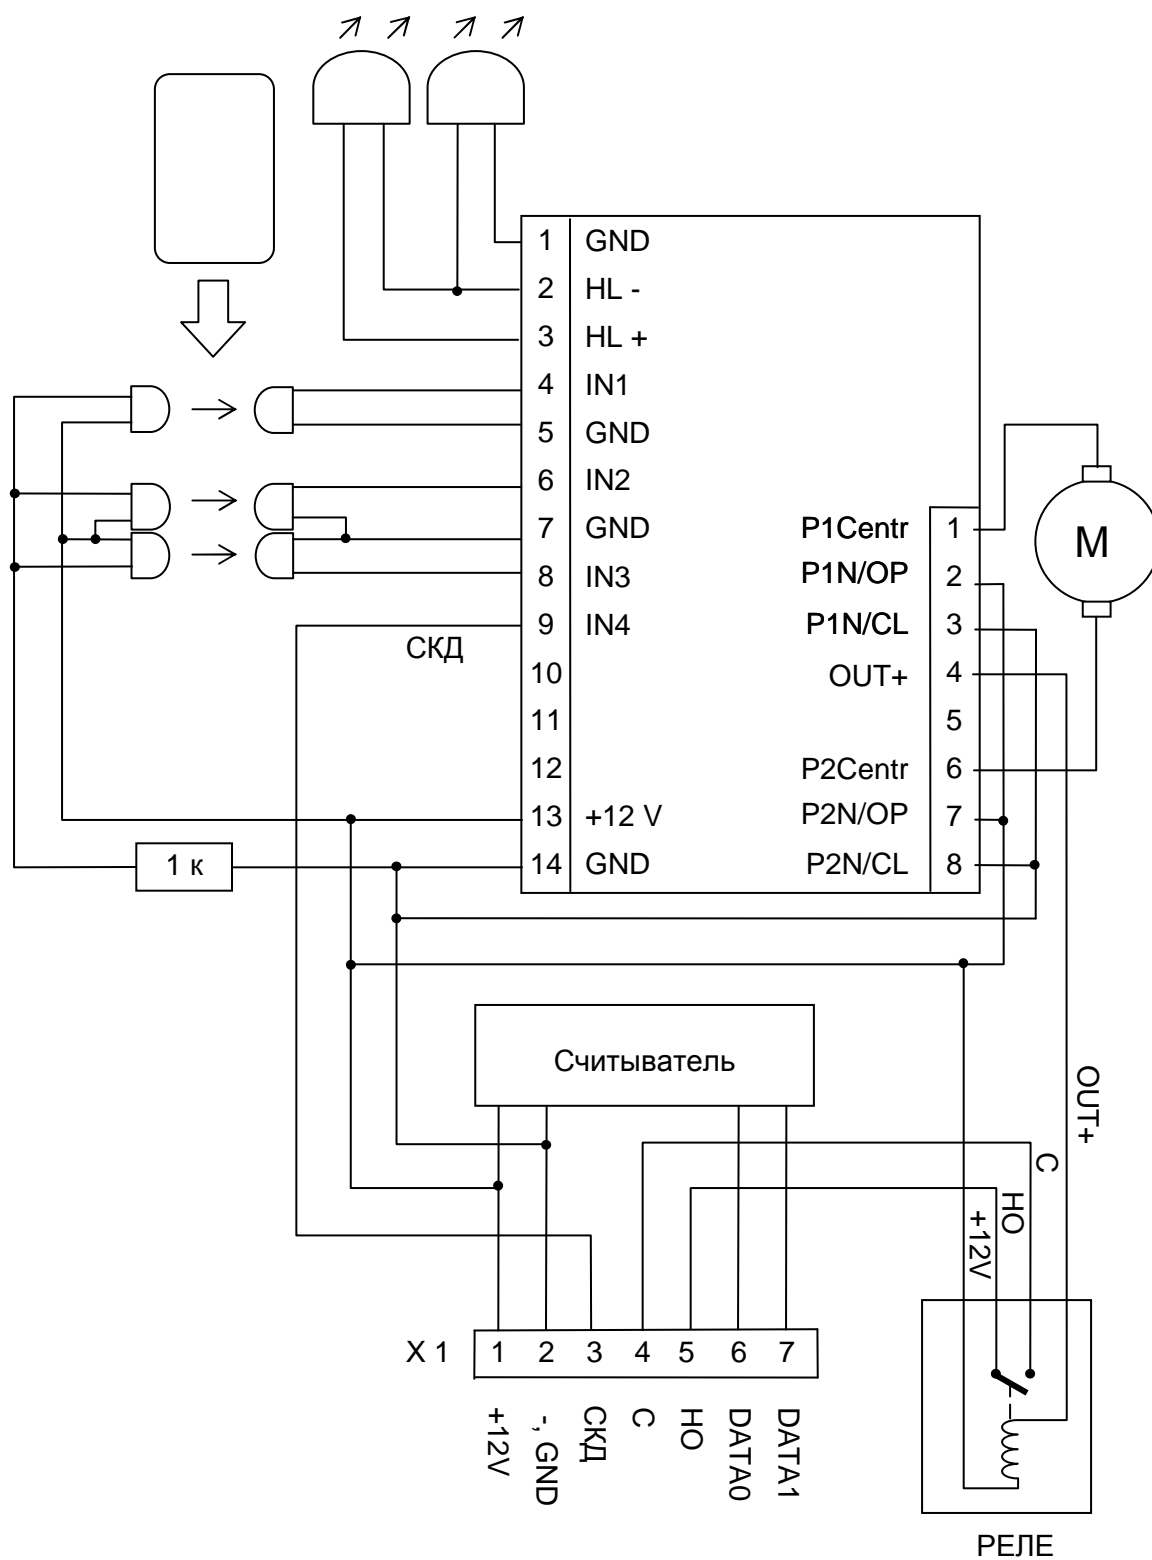 1 GND
2 HL -
3 HL +
4 IN1
5 GND
6 IN2
7 GND
8 IN3
9 IN4
10
11
12
13 +12 V
14 GND
P1Centr 1
P1N/OP 2
P1N/CL 3
OUT+ 4
5
P2Centr 6
P2N/OP 7
P2N/CL 8
M
СКД
1 к
Считыватель
OUT+
C
НО
+12V
X 1 1 2 3 4 5 6 7
+12V
-, GND
СКД
C
НО
DATA0
DATA1
РЕЛЕ